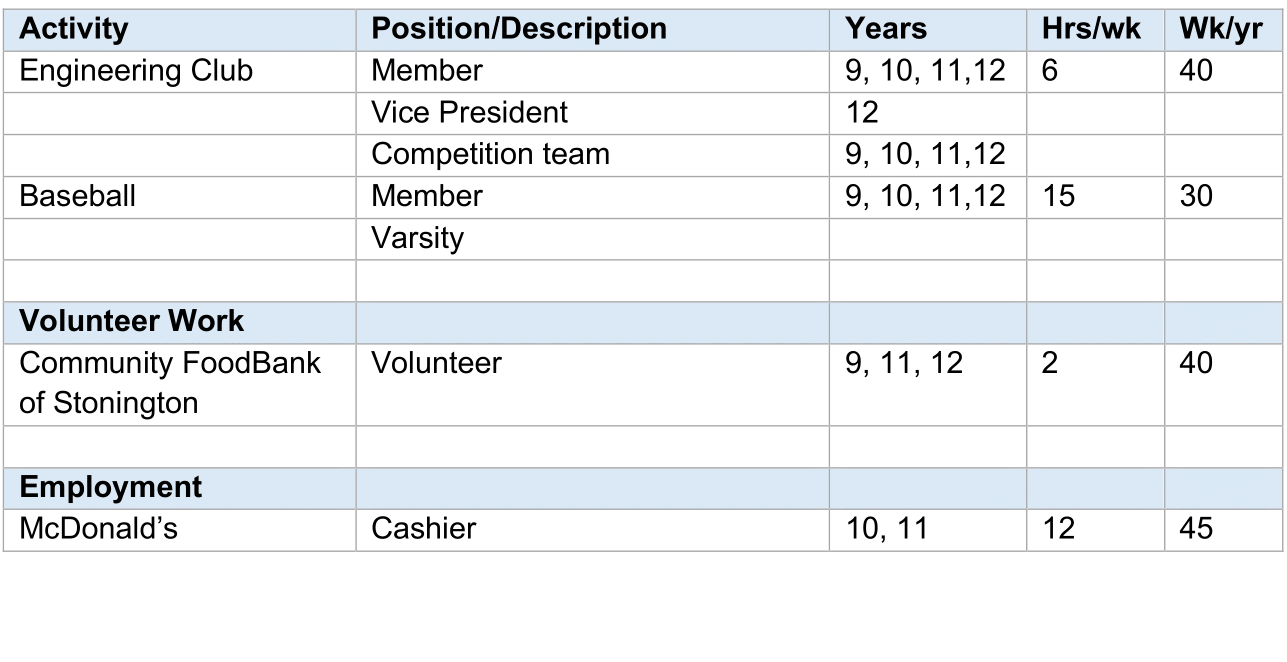 Activity Position/Description Years Hrs/wk Wk/yr
Engineering Club Member 9, 10, 11,12 6 40
Vice President 12
Competition team 9, 10, 11,12
Baseball Member 9, 10, 11,12 15 30
Varsity
Volunteer Work
Community FoodBank Volunteer 9, 11, 12 2 40
of Stonington
Employment
McDonald’s Cashier 10, 11 12 45